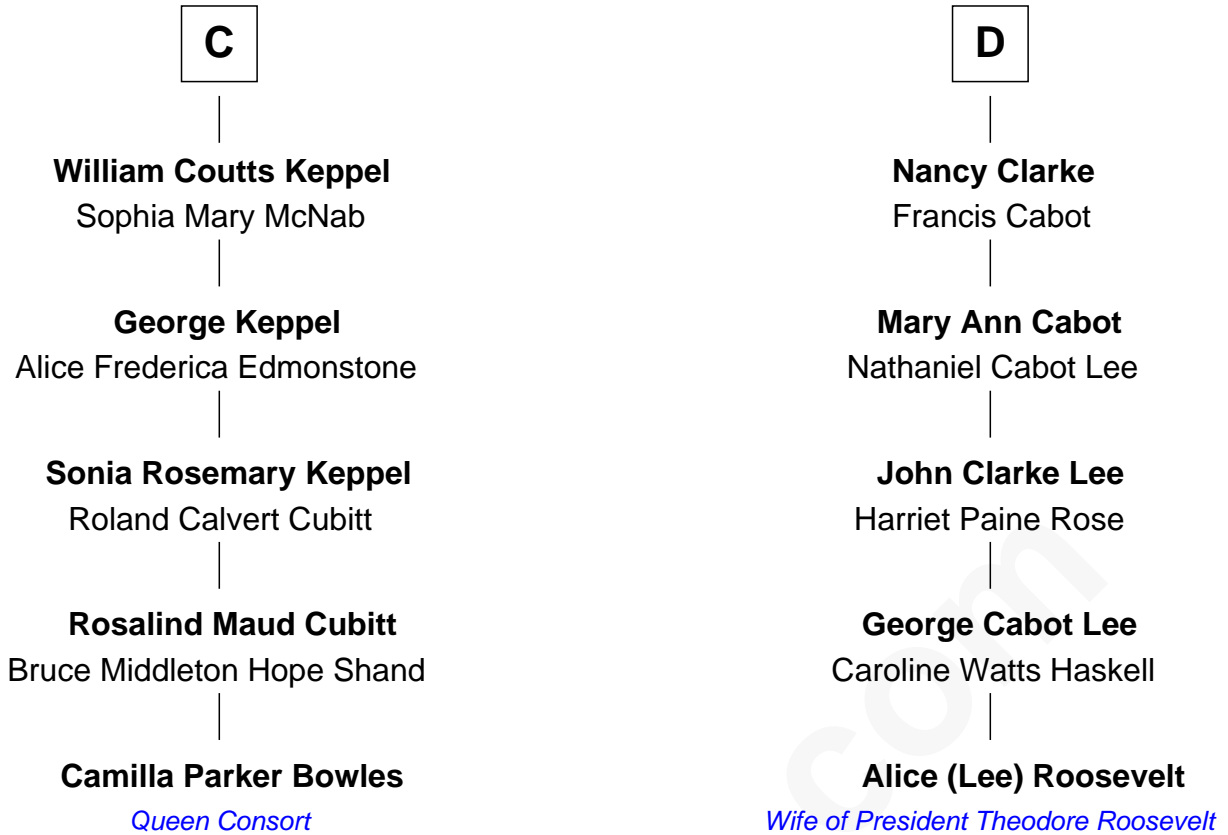 C
William Coutts Keppel
Sophia Mary McNab
George Keppel
Alice Frederica Edmonstone
Sonia Rosemary Keppel
Roland Calvert Cubitt
Rosalind Maud Cubitt
Bruce Middleton Hope Shand
Camilla Parker Bowles
Queen Consort
D
Nancy Clarke
Francis Cabot
Mary Ann Cabot
Nathaniel Cabot Lee
John Clarke Lee
Harriet Paine Rose
George Cabot Lee
Caroline Watts Haskell
Alice (Lee) Roosevelt
Wife of President Theodore Roosevelt
com